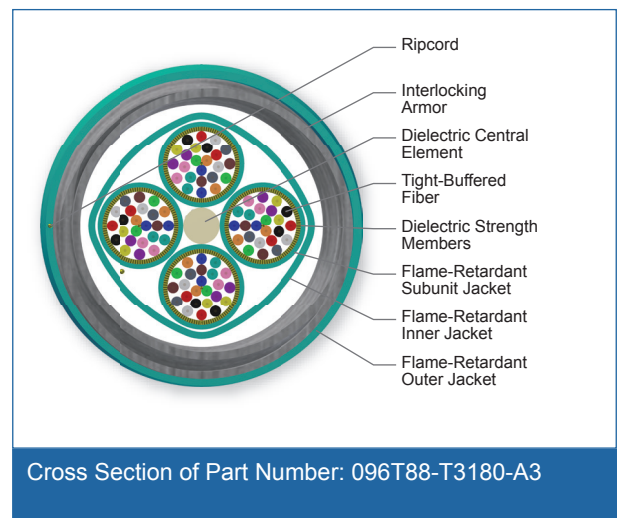 Ripcord
Interlocking
Armor
Dielectric Central
Element
Tight-Buffered
Fiber
Dielectric Strength
Members
Flame-Retardant
Subunit Jacket
Flame-Retardant
Inner Jacket
Flame-Retardant
Outer Jacket
Cross Section of Part Number: 096T88-T3180-A3